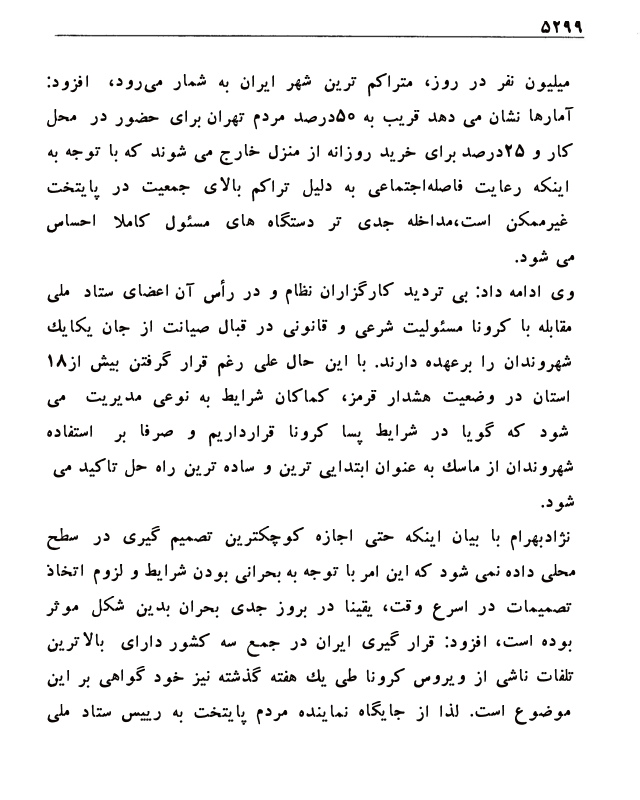 ۵۲۹۹
میلیون نفر در روز، متراکم ترین شهر ایران به شمار می‌رود، افزود:
آمارها نشان می دهد قریب به ۵۰درصد مردم تهران برای حضور در محل
کار و ۲۵درصد برای خرید روزانه از منزل خارج می شوند که با توجه به
اینکه رعایت فاصله‌اجتماعی به دلیل تراکم بالای جمعیت در پایتخت
غیرممکن است،مداخله جدی تر دستگاه های مسئول کاملا احساس
می شود.
وی ادامه داد: بی تردید کارگزاران نظام و در رأس آن اعضای ستاد ملی
مقابله با کرونا مسئولیت شرعی و قانونی در قبال صیانت از جان یکایک
شهروندان را برعهده دارند. با این حال علی رغم قرار گرفتن بیش از۱۸
استان در وضعیت هشدار قرمز، کماکان شرایط به نوعی مدیریت می
شود که گویا در شرایط پسا کرونا قرارداریم و صرفا بر استفاده
شهروندان از ماسک به عنوان ابتدایی ترین و ساده ترین راه حل تاکید می
شود.
نژادبهرام با بیان اینکه حتی اجازه کوچکترین تصمیم گیری در سطح
محلی داده نمی شود که این امر با توجه به بحرانی بودن شرایط و لزوم اتخاذ
تصمیمات در اسرع وقت، یقینا در بروز جدی بحران بدین شکل موثر
بوده است، افزود: قرار گیری ایران در جمع سه کشور دارای بالاترین
تلفات ناشی از ویروس کرونا طی یک هفته گذشته نیز خود گواهی بر این
موضوع است. لذا از جایگاه نماینده مردم پایتخت به رییس ستاد ملی